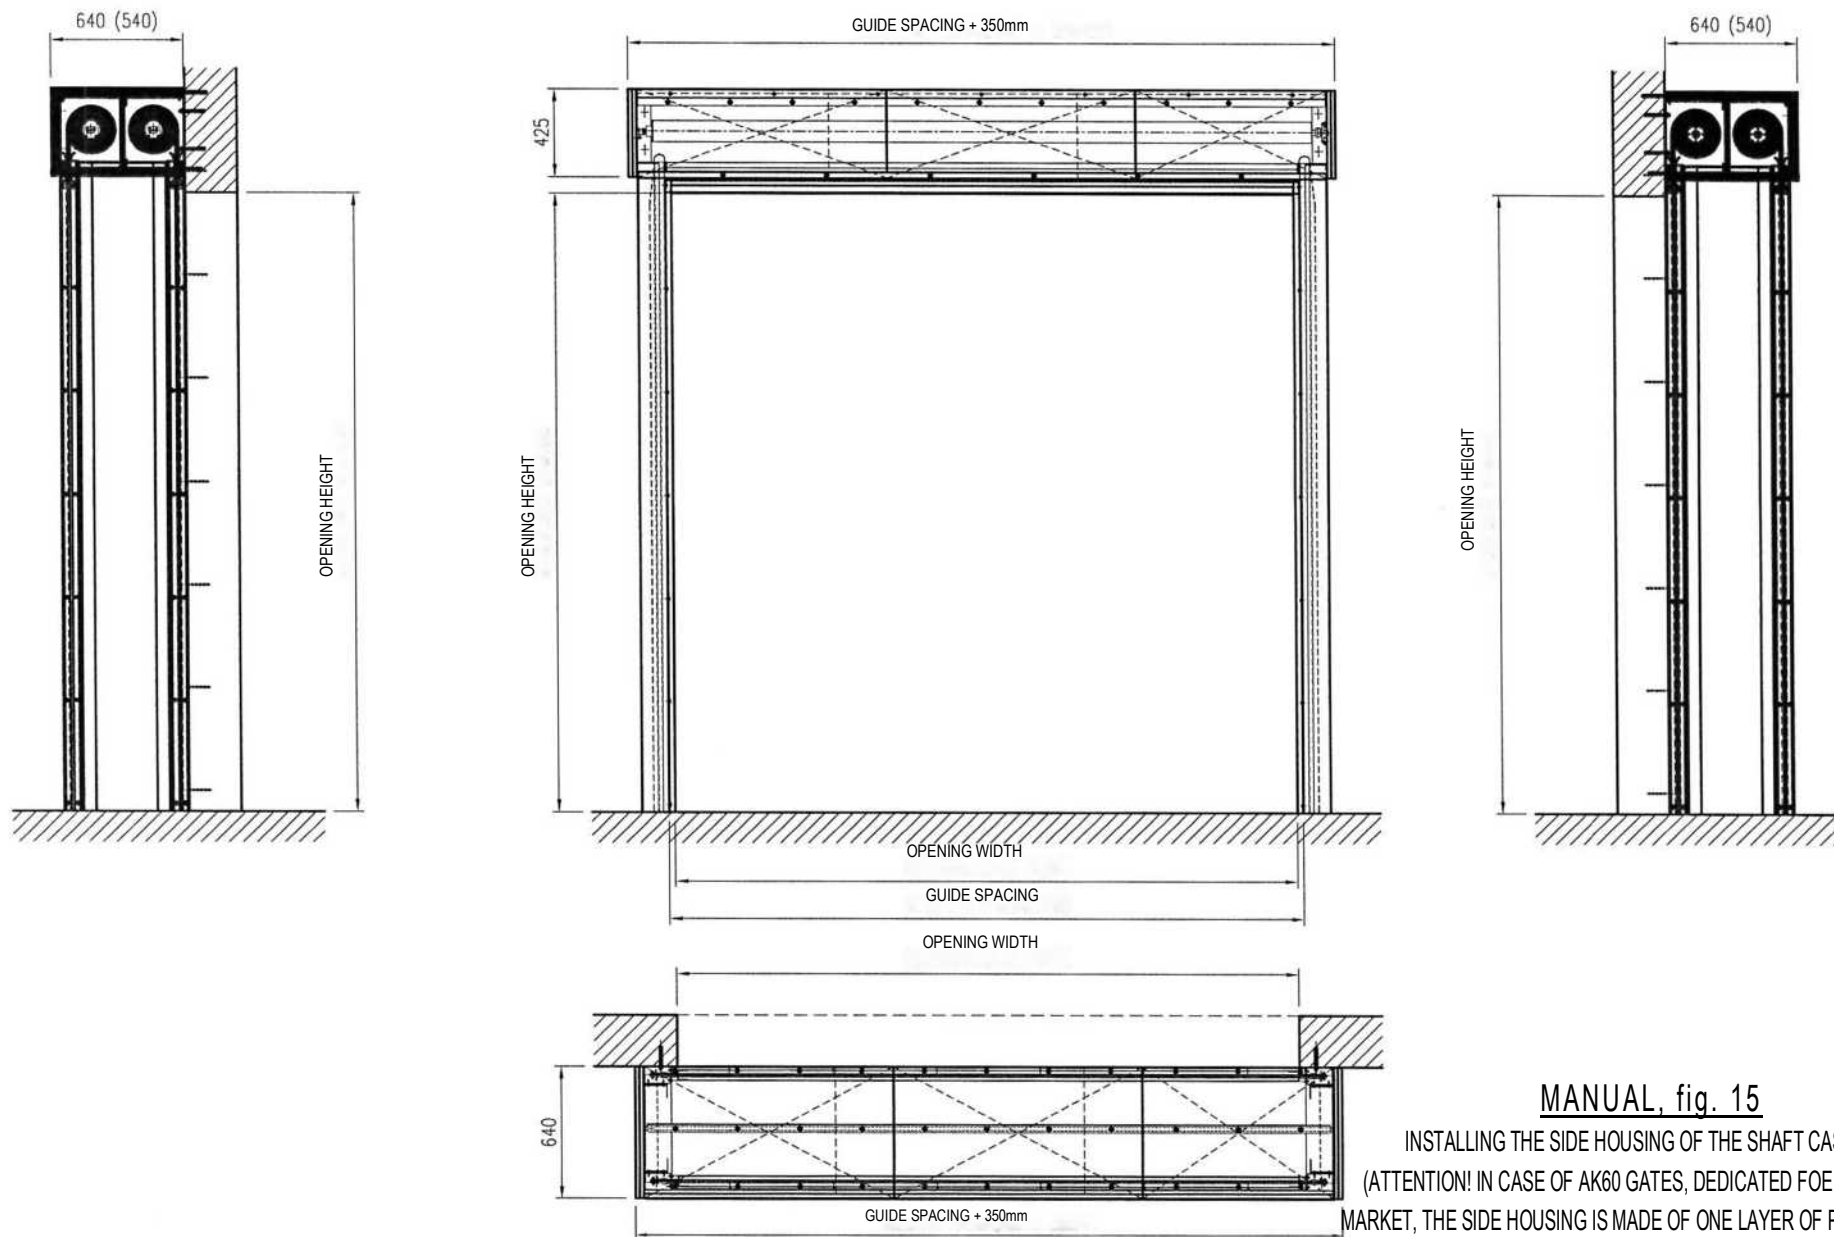 640 (540)
GUIDE SPACING + 350mm
640 (540)
425
OPENING HEIGHT
OPENING HEIGHT
OPENING HEIGHT
OPENING WIDTH
GUIDE SPACING
OPENING WIDTH
640
GUIDE SPACING + 350mm
MANUAL, fig. 15
INSTALLING THE SIDE HOUSING OF THE SHAFT
(ATTENTION! IN CASE OF AK60 GATES, DEDICATED FOE
MARKET, THE SIDE HOUSING IS MADE OF ONE LAYER OF